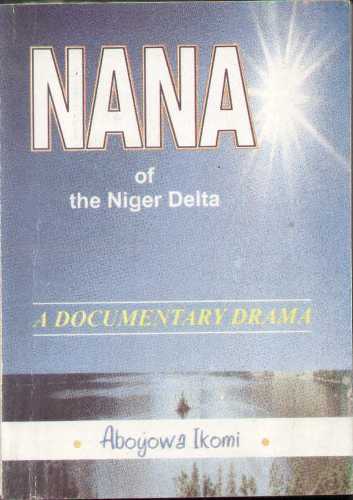 NANA
of
the Niger Delta
A DOCUMENTARY DRAMA
• Aboyowa Ikomi •